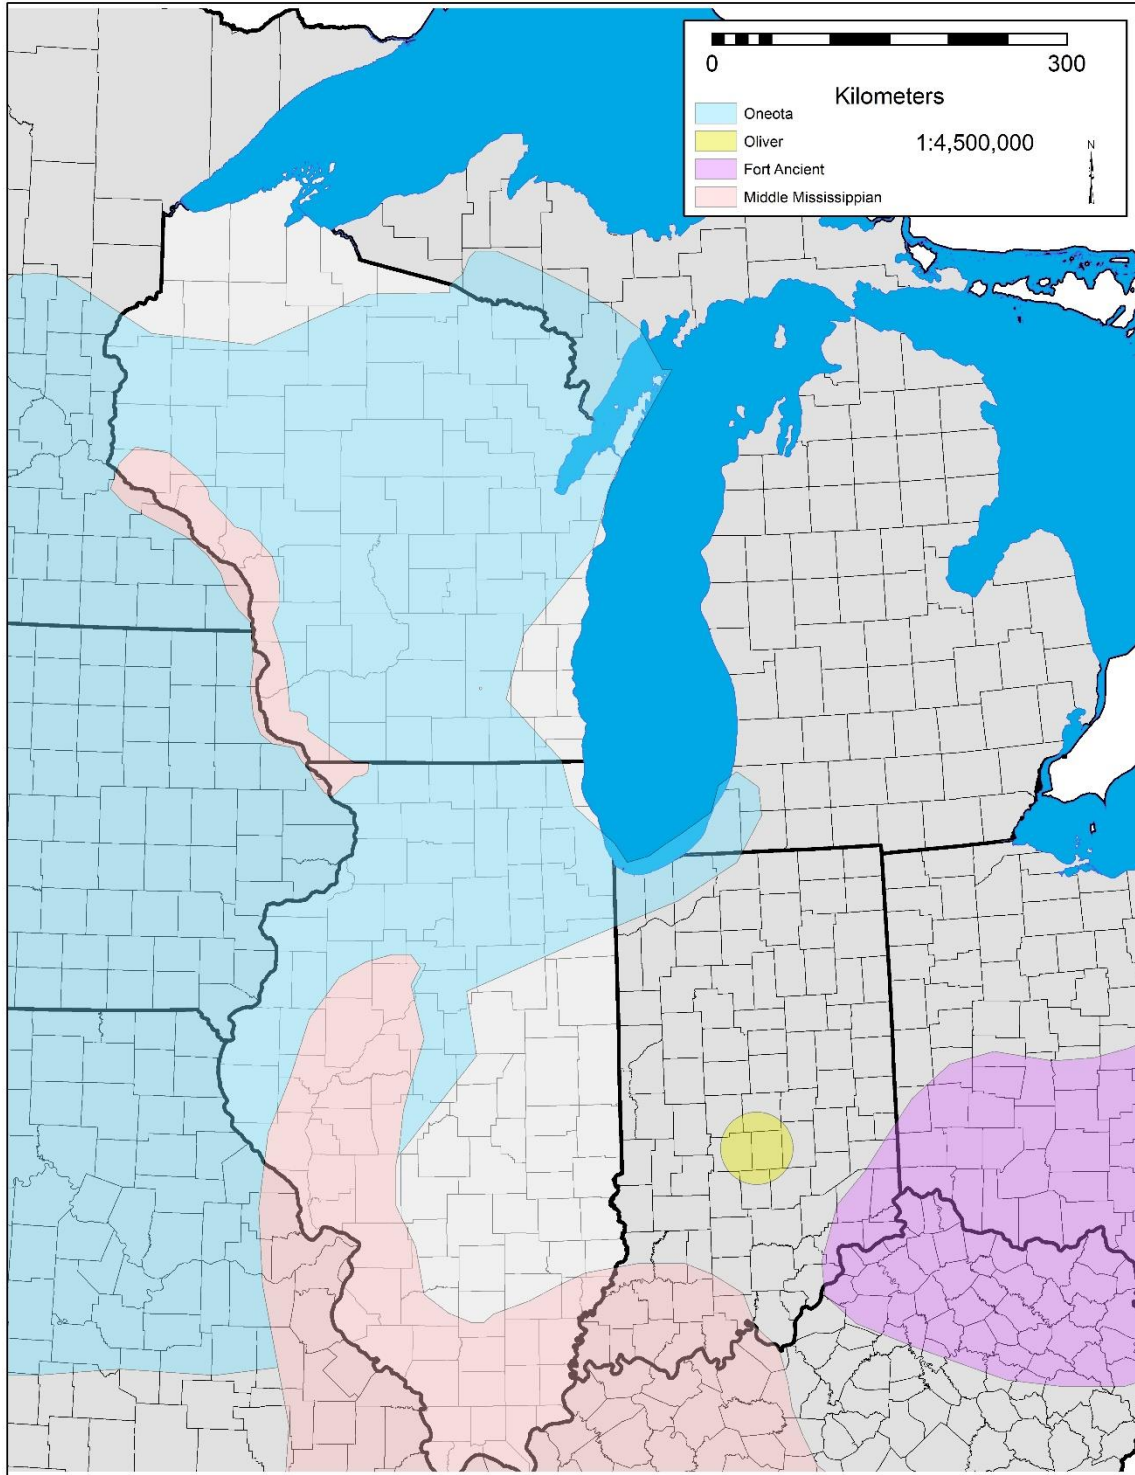 0 300
Kilometers
1:4,500,000
N
Oneota
Oliver
Fort Ancient
Middle Mississippian